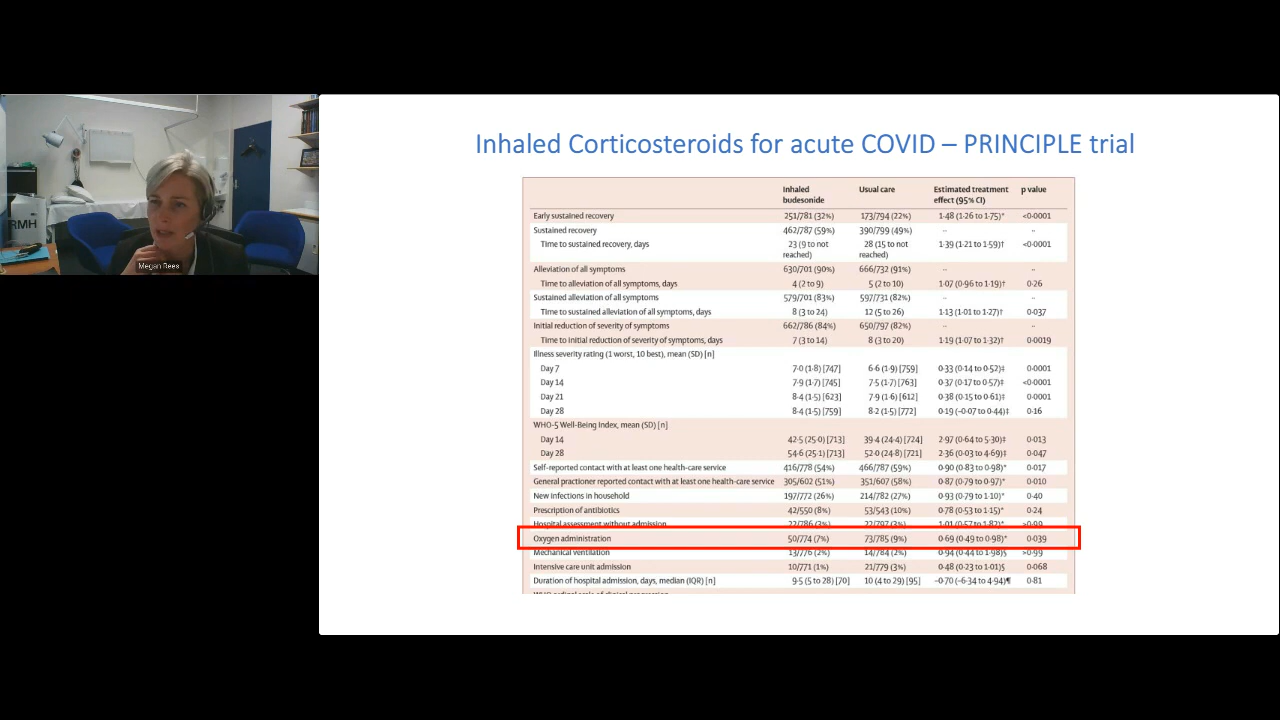 RMH
Megan Rees
Inhaled Corticosteroids for acute COVID – PRINCIPLE trial
Inhaled budesonide Usual care Estimated treatment effect (95% CI) p value
Early sustained recovery 251/781 (32%) 173/794 (22%) 1·48 (1·26 to 1·75)* <0·0001
Sustained recovery 462/787 (59%) 390/799 (49%) ·· ··
Time to sustained recovery, days 23 (9 to not reached) 28 (15 to not reached) 1·39 (1·21 to 1·59)† <0·0001
Alleviation of all symptoms 630/701 (90%) 666/732 (91%) ·· ··
Time to alleviation of all symptoms, days 4 (2 to 9) 5 (2 to 10) 1·07 (0·96 to 1·19)† 0·26
Sustained alleviation of all symptoms 579/701 (83%) 597/731 (82%) ·· ··
Time to sustained alleviation of all symptoms, days 8 (3 to 24) 12 (5 to 26) 1·13 (1·01 to 1·27)† 0·037
Initial reduction of severity of symptoms 662/786 (84%) 650/797 (82%) ·· ··
Time to initial reduction of severity of symptoms, days 7 (3 to 14) 8 (3 to 20) 1·19 (1·07 to 1·32)† 0·0019
Illness severity rating (1 worst, 10 best), mean (SD) [n]
Day 7 7·0 (1·8) [747] 6·6 (1·9) [759] 0·33 (0·14 to 0·52)‡ 0·0001
Day 14 7·9 (1·7) [745] 7·5 (1·7) [763] 0·37 (0·17 to 0·57)‡ <0·0001
Day 21 8·4 (1·5) [623] 7·9 (1·6) [612] 0·38 (0·15 to 0·61)‡ 0·0001
Day 28 8·4 (1·5) [759] 8·2 (1·5) [772] 0·19 (–0·07 to 0·44)‡ 0·16
WHO-5 Well-Being Index, mean (SD) [n]
Day 14 42·5 (25·0) [713] 39·4 (24·4) [724] 2·97 (0·64 to 5·30)‡ 0·013
Day 28 54·6 (25·1) [713] 52·0 (24·8) [721] 2·36 (0·03 to 4·69)‡ 0·047
Self-reported contact with at least one health-care service 416/778 (54%) 466/787 (59%) 0·90 (0·83 to 0·98)* 0·017
General practitioner reported contact with at least one health-care service 305/602 (51%) 351/607 (58%) 0·87 (0·79 to 0·97)* 0·010
New infections in household 197/772 (26%) 214/782 (27%) 0·93 (0·79 to 1·10)* 0·40
Prescription of antibiotics 42/550 (8%) 53/543 (10%) 0·78 (0·53 to 1·15)* 0·24
Hospital assessment without admission 22/786 (3%) 22/797 (3%) 1·01 (0·57 to 1·82)* >0·99
Oxygen administration 50/774 (7%) 73/785 (9%) 0·69 (0·49 to 0·98)* 0·039
Mechanical ventilation 13/776 (2%) 14/784 (2%) 0·94 (0·44 to 1·98)§ >0·99
Intensive care unit admission 10/771 (1%) 21/779 (3%) 0·48 (0·23 to 1·01)§ 0·068
Duration of hospital admission, days, median (IQR) [n] 9·5 (5 to 28) [70] 10 (4 to 29) [95] –0·70 (–6·34 to 4·94)¶ 0·81
WHO ordinal scale of clinical progression